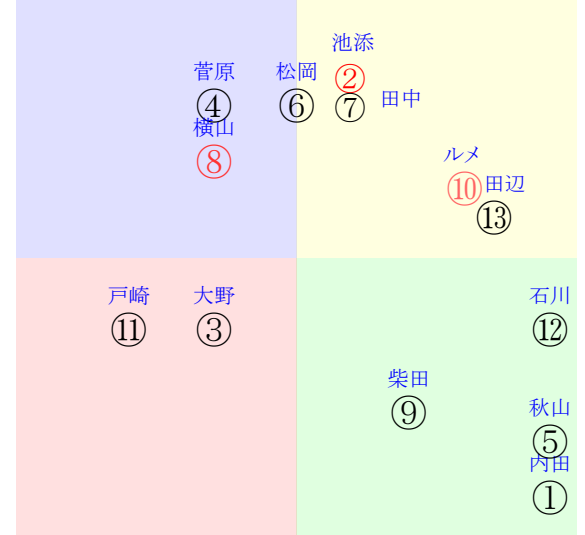 池添
菅原
松岡
②
④
⑥
⑦
田中
横山
⑧
ルメ
⑩
田辺
⑬
戸崎
大野
石川
⑪
③
⑫
柴田
⑨
秋山
⑤
内田
①